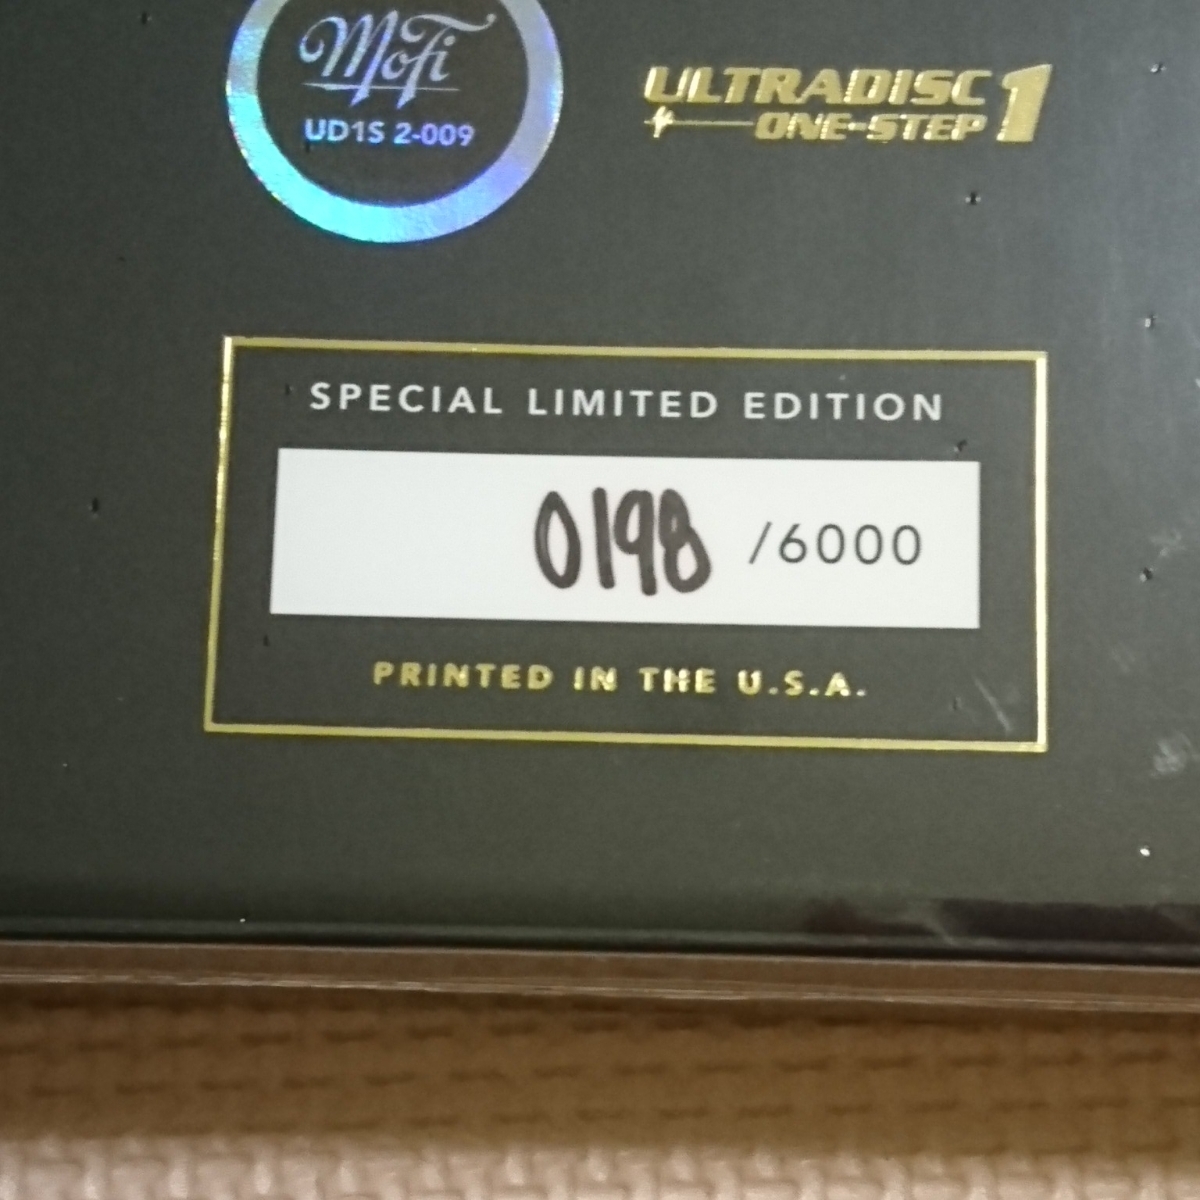 MoFi
UD1S 2-009
ULTRADISC
ONE-STEP 1
SPECIAL LIMITED EDITION
0198 /6000
PRINTED IN THE U.S.A.